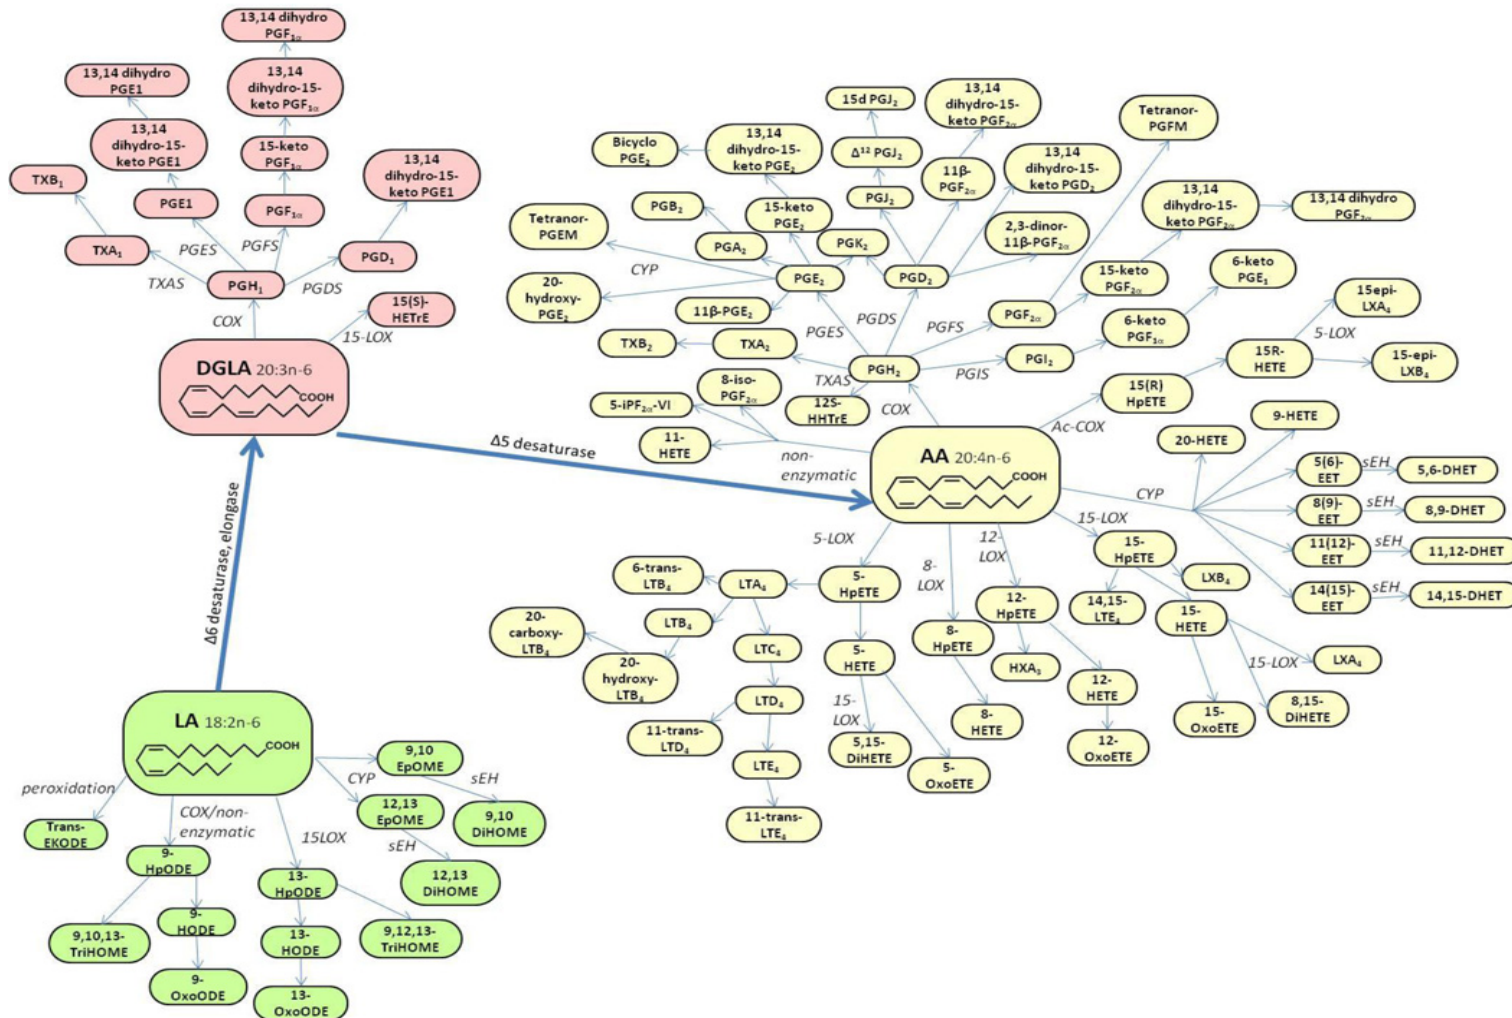 13,14 dihydro
PGF1α
13,14
dihydro-15-
keto PGF1α
15-keto
PGF1α
PGF1α
13,14 dihydro
PGE1
13,14
dihydro-15-
keto PGE1
PGE1
TXB1
TXA1
13,14
dihydro-15-
keto PGE1
PGD1
PGES
PGFS
TXAS
PGH1
PGDS
COX
15(S)-
HETrE
15-LOX
DGLA 20:3n-6
COOH
Δ5 desaturase
Δ6 desaturase, elongase
LA 18:2n-6
COOH
peroxidation
Trans-
EKODE
COX/non-
enzymatic
9-
HpODE
9,10,13-
TriHOME
9-
HODE
9-
OxoODE
15LOX
13-
HpODE
13-
HODE
13-
OxoODE
9,12,13-
TriHOME
CYP
9,10
EpOME
sEH
9,10
DiHOME
12,13
EpOME
sEH
12,13
DiHOME
15d PGJ2
Δ12 PGJ2
PGJ2
13,14
dihydro-15-
keto PGF2α
11β-
PGF2α
Tetranor-
PGFM
Bicyclo
PGE2
13,14
dihydro-15-
keto PGE2
13,14
dihydro-15-
keto PGD2
PGB2
PGA2
15-keto
PGE2
PGK2
Tetranor-
PGEM
CYP
20-
hydroxy-
PGE2
PGE2
11β-PGE2
PGD2
2,3-dinor-
11β-PGF2α
13,14
dihydro-15-
keto PGF2α
13,14 dihydro
PGF2α
15-keto
PGF2α
6-keto
PGE1
PGF2α
PGES
PGDS
PGFS
TXB2
TXA2
PGH2
PGIS
PGI2
6-keto
PGF1α
TXAS
12S-
HHTrE
COX
8-iso-
PGF2α
5-iPF2α-VI
11-
HETE
non-
enzymatic
AA 20:4n-6
COOH
Ac-COX
15(R)
HpETE
15R-
HETE
5-LOX
15epi-
LXA4
15-epi-
LXB4
CYP
20-HETE
9-HETE
5(6)-
EET
sEH
5,6-DHET
8(9)-
EET
sEH
8,9-DHET
11(12)-
EET
sEH
11,12-DHET
14(15)-
EET
sEH
14,15-DHET
5-LOX
5-
HpETE
LTA4
6-trans-
LTB4
LTB4
20-
carboxy-
LTB4
20-
hydroxy-
LTB4
LTC4
LTD4
11-trans-
LTD4
LTE4
11-trans-
LTE4
5-
HETE
15-
LOX
5,15-
DiHETE
5-
OxoETE
8-
LOX
8-
HpETE
8-
HETE
12-
LOX
12-
HpETE
HXA3
12-
HETE
12-
OxoETE
15-LOX
15-
HpETE
14,15-
LTE4
LXB4
15-
HETE
15-LOX
LXA4
8,15-
DiHETE
15-
OxoETE